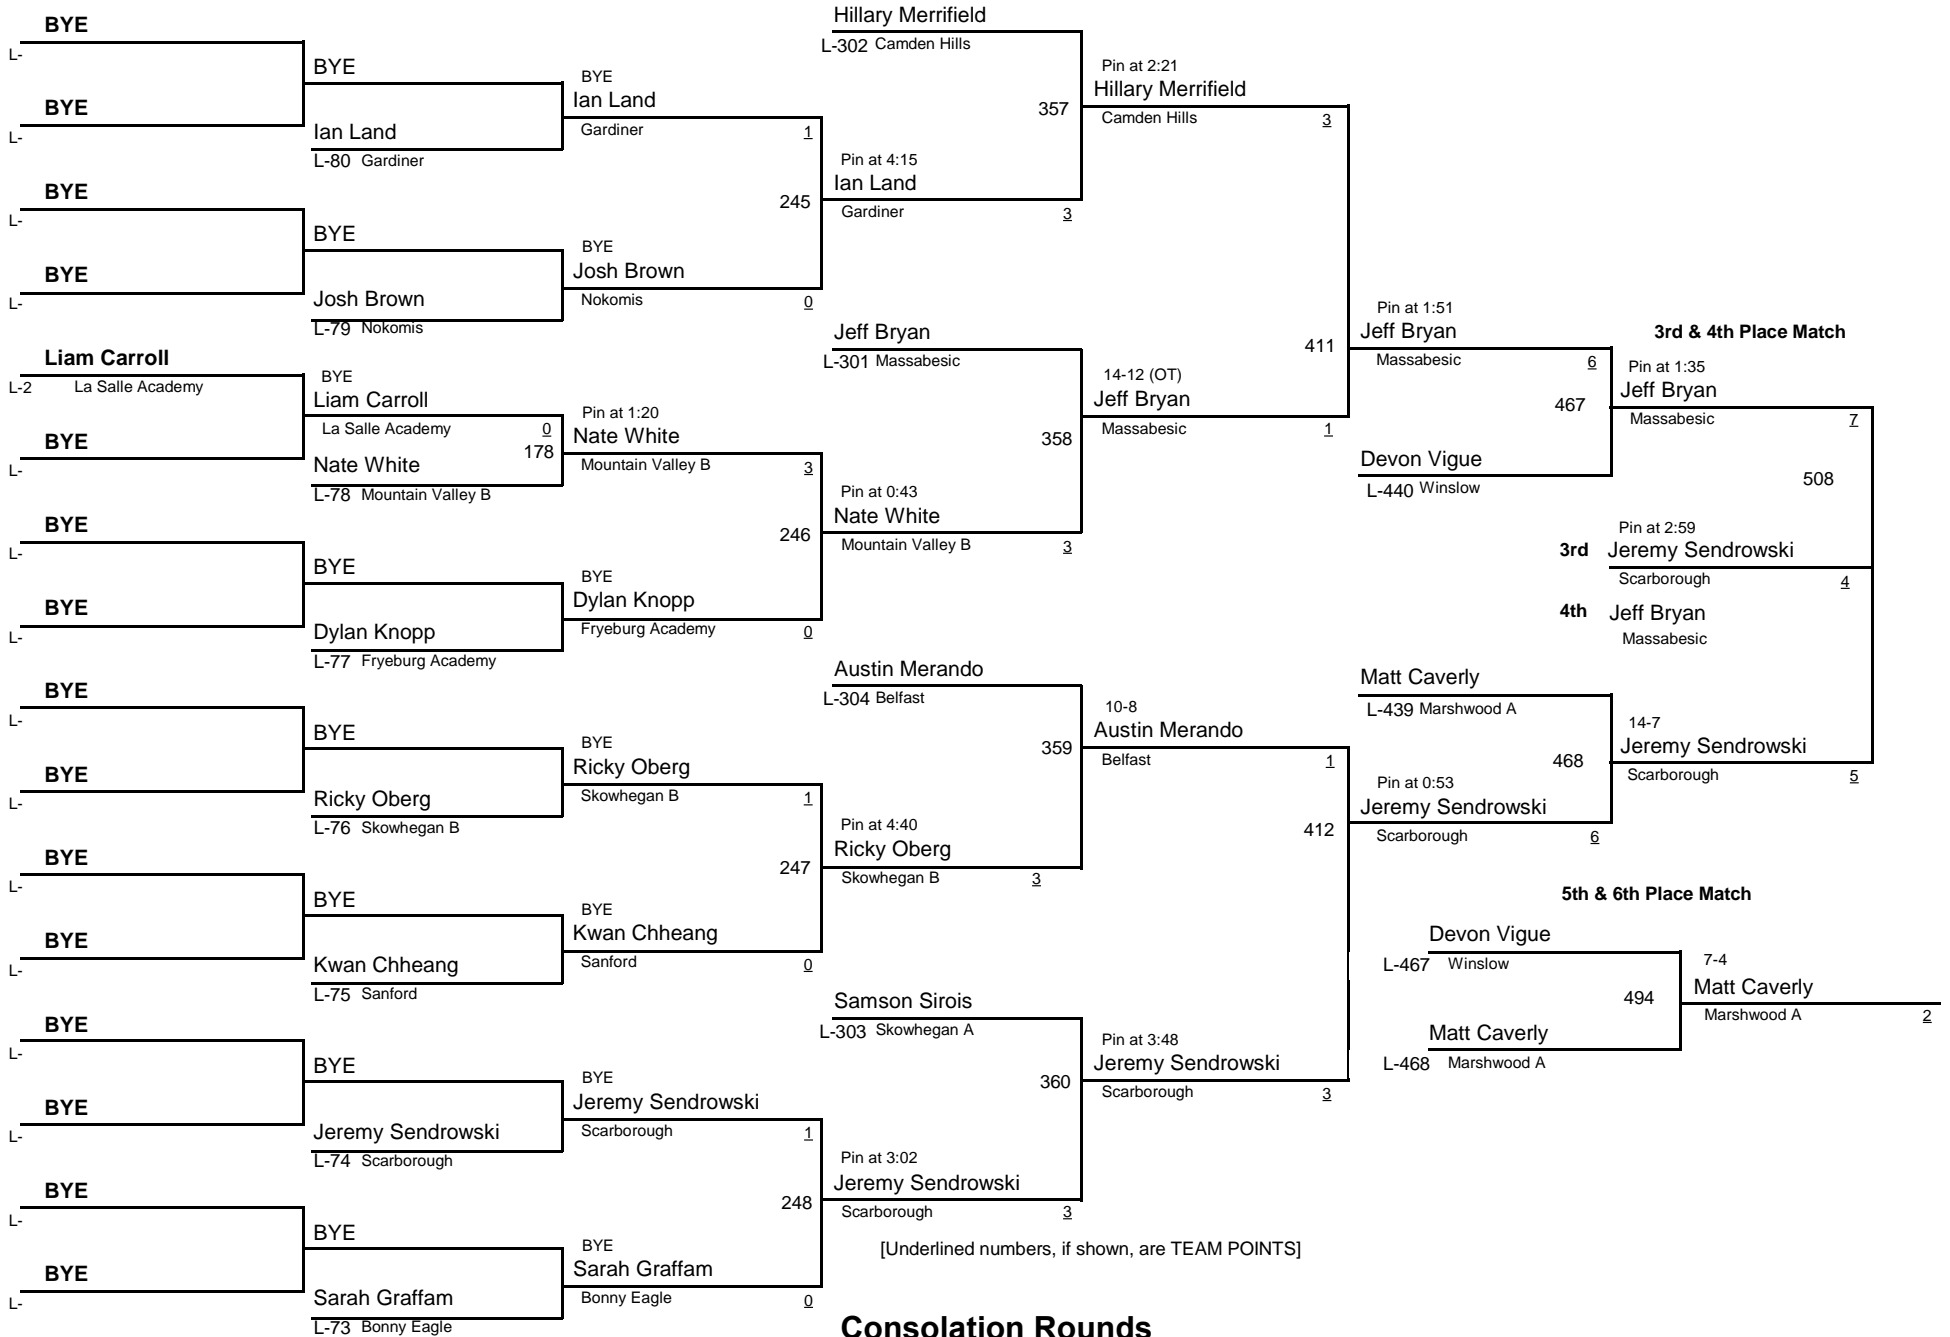 BYE
L-
BYE
L-
BYE
L-
BYE
L-
Liam Carroll
L-2 La Salle Academy
BYE
L-
BYE
L-
BYE
L-
BYE
L-
BYE
L-
BYE
L-
BYE
L-
BYE
L-
BYE
L-
BYE
L-
BYE
L-
BYE
Ian Land
L-80 Gardiner
BYE
Josh Brown
L-79 Nokomis
BYE
Liam Carroll
La Salle Academy 0
178
Nate White
L-78 Mountain Valley B
BYE
Dylan Knopp
L-77 Fryeburg Academy
BYE
Ricky Oberg
L-76 Skowhegan B
BYE
Kwan Chheang
L-75 Sanford
BYE
Jeremy Sendrowski
L-74 Scarborough
BYE
Sarah Graffam
L-73 Bonny Eagle
BYE
Ian Land
Gardiner 1
245
BYE
Josh Brown
Nokomis 0
Pin at 1:20
Nate White
Mountain Valley B 3
246
BYE
Dylan Knopp
Fryeburg Academy 0
BYE
Ricky Oberg
Skowhegan B 1
247
BYE
Kwan Chheang
Sanford 0
BYE
Jeremy Sendrowski
Scarborough 1
248
BYE
Sarah Graffam
Bonny Eagle 0
Hillary Merrifield
L-302 Camden Hills
357
Pin at 4:15
Ian Land
Gardiner 3
Jeff Bryan
L-301 Massabesic
358
Pin at 0:43
Nate White
Mountain Valley B 3
Austin Merando
L-304 Belfast
359
Pin at 4:40
Ricky Oberg
Skowhegan B 3
Samson Sirois
L-303 Skowhegan A
360
Pin at 3:02
Jeremy Sendrowski
Scarborough 3
Pin at 2:21
Hillary Merrifield
Camden Hills 3
411
14-12 (OT)
Jeff Bryan
Massabesic 1
10-8
Austin Merando
Belfast 1
412
Pin at 3:48
Jeremy Sendrowski
Scarborough 3
Pin at 1:51
Jeff Bryan
Massabesic 6
467
Devon Vigue
L-440 Winslow
Matt Caverly
L-439 Marshwood A
468
Pin at 0:53
Jeremy Sendrowski
Scarborough 6
3rd & 4th Place Match
Pin at 1:35
Jeff Bryan
Massabesic 7
508
Pin at 2:59
3rd Jeremy Sendrowski
Scarborough 4
4th Jeff Bryan
Massabesic
14-7
Jeremy Sendrowski
Scarborough 5
5th & 6th Place Match
Devon Vigue
L-467 Winslow
494
Matt Caverly
L-468 Marshwood A
7-4
Matt Caverly
Marshwood A 2
[Underlined numbers, if shown, are TEAM POINTS]
Consolation Rounds